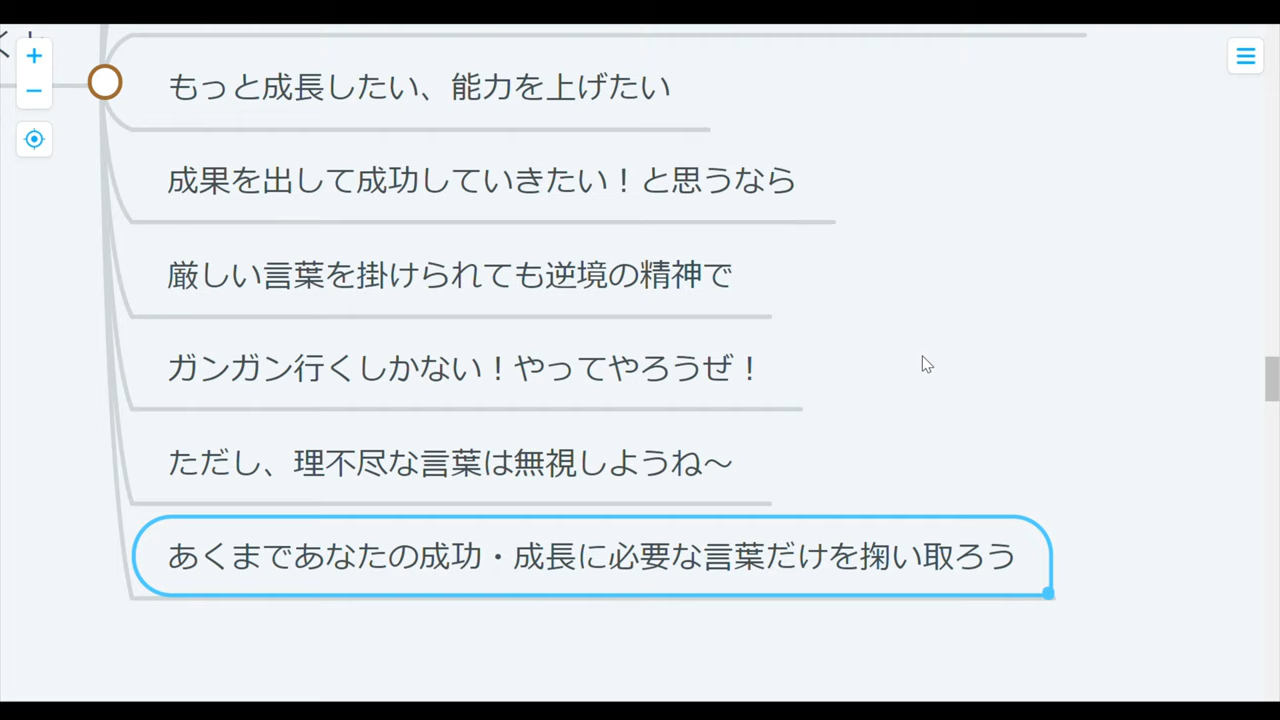 もっと成長したい、能力を上げたい
成果を出して成功していきたい！と思うなら
厳しい言葉を掛けられても逆境の精神で
ガンガン行くしかない！やってやろうぜ！
ただし、理不尽な言葉は無視しようね～
あくまであなたの成功・成長に必要な言葉だけを掬い取ろう